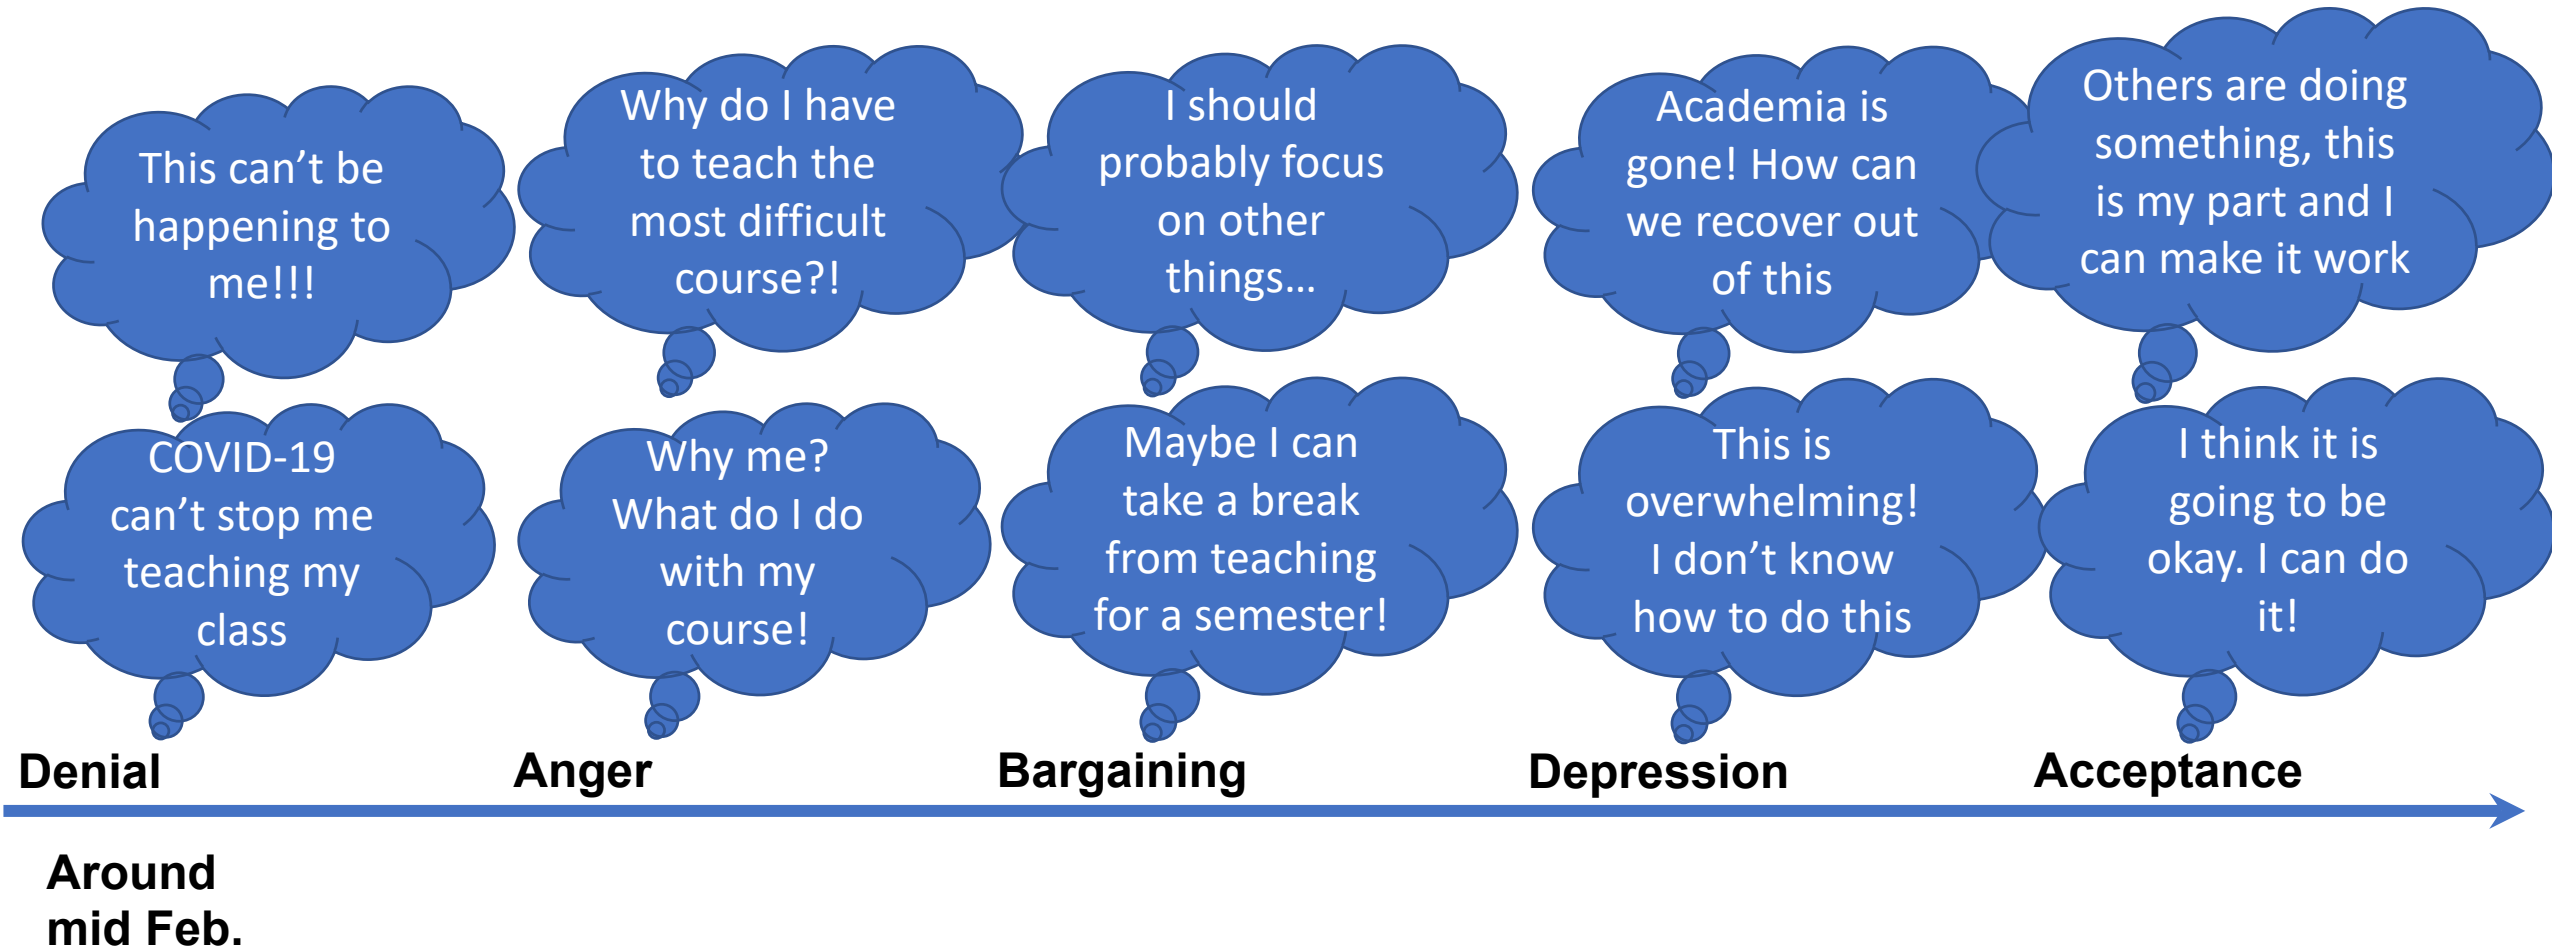 This can’t be
happening to
me!!!
Why do I have
to teach the
most difficult
course?!
I should
probably focus
on other
things…
Academia is
gone! How can
we recover out
of this
Others are doing
something, this
is my part and I
can make it work
COVID-19
can’t stop me
teaching my
class
Why me?
What do I do
with my
course!
Maybe I can
take a break
from teaching
for a semester!
This is
overwhelming!
I don’t know
how to do this
I think it is
going to be
okay. I can do
it!
Denial
Anger
Bargaining
Depression
Acceptance
Around
mid Feb.